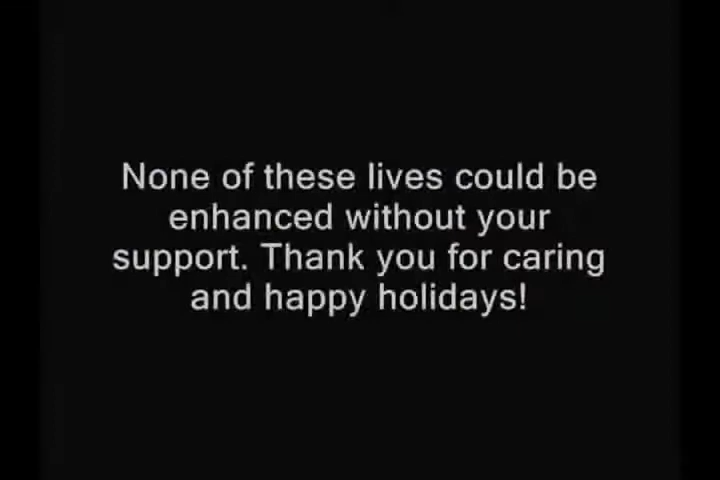 None of these lives could be
enhanced without your
support. Thank you for caring
and happy holidays!